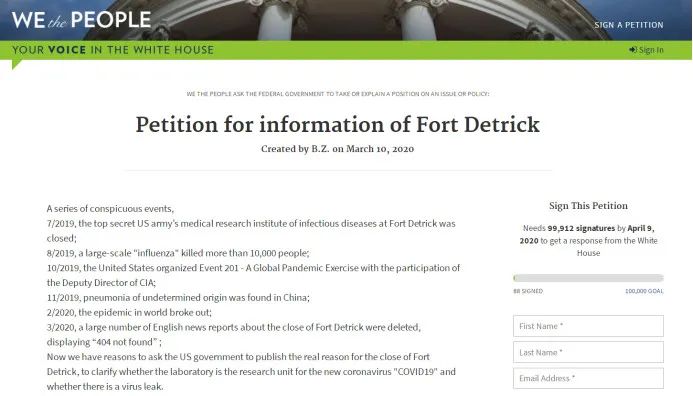 WE the PEOPLE
SIGN A PETITION
YOUR VOICE IN THE WHITE HOUSE
Sign In
WE THE PEOPLE ASK THE FEDERAL GOVERNMENT TO TAKE OR EXPLAIN A POSITION ON AN ISSUE OR POLICY:
Petition for information of Fort Detrick
Created by B.Z. on March 10, 2020
A series of conspicuous events,
7/2019, the top secret US army's medical research institute of infectious diseases at Fort Detrick was
closed;
8/2019, a large-scale "influenza" killed more than 10,000 people;
10/2019, the United States organized Event 201 - A Global Pandemic Exercise with the participation of
the Deputy Director of CIA;
11/2019, pneumonia of undetermined origin was found in China;
2/2020, the epidemic in world broke out;
3/2020, a large number of English news reports about the close of Fort Detrick were deleted,
displaying "404 not found" ;
Now we have reasons to ask the US government to publish the real reason for the close of Fort
Detrick, to clarify whether the laboratory is the research unit for the new coronavirus "COVID19" and
whether there is a virus leak.
Sign This Petition
Needs 99,912 signatures by April 9,
2020 to get a response from the White
House
88 SIGNED
100,000 GOAL
First Name *
Last Name *
Email Address *